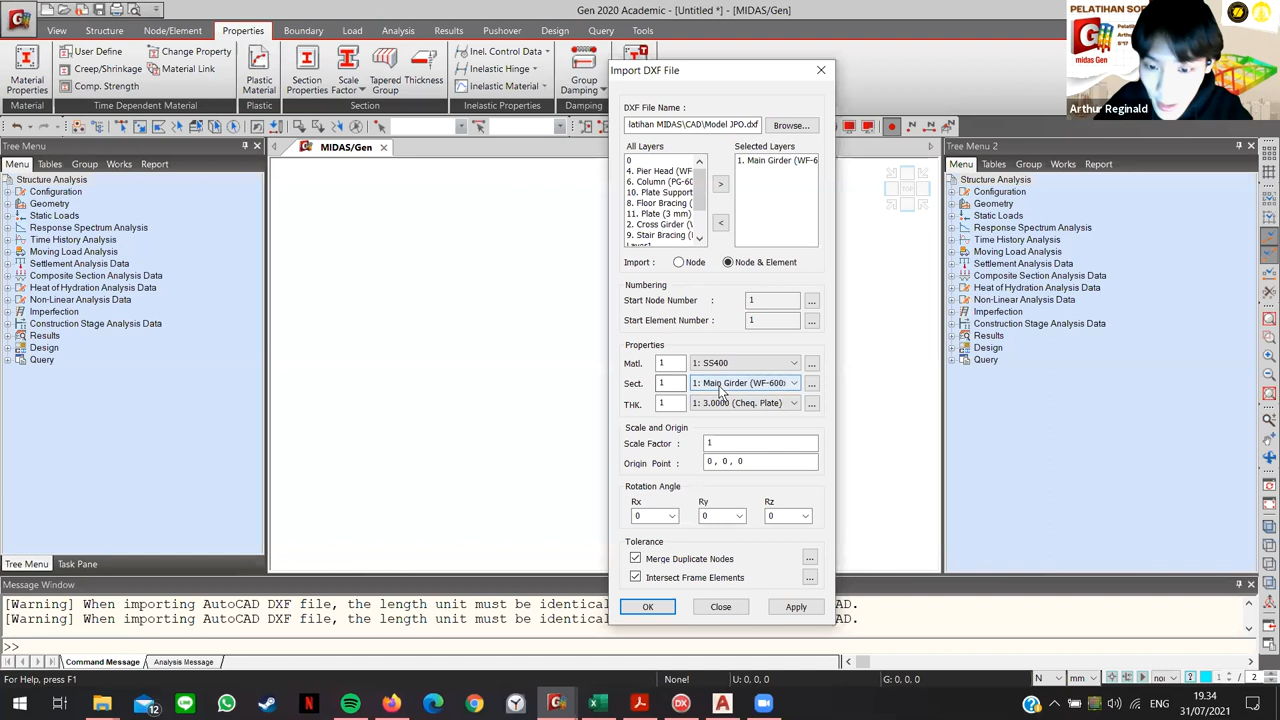 Gen 2020 Academic - [Untitled *] - [MIDAS/Gen]
View Structure Node/Element Properties Boundary Load Analysis Results Pushover Design Query Tools
User Define
Creep/Shrinkage
Comp. Strength
Change Property
Material Link
Material Properties
Plastic Material
Section Properties
Scale Factor
Tapered Group
Thickness
Inel. Control Data
Inelastic Hinge
Inelastic Material
Group Damping
Material Time Dependent Material Plastic Section Inelastic Properties Damping
PELATIHAN
midas Gen
Arthur Reginald
Tree Menu
Menu Tables Group Works Report
Structure Analysis
Configuration
Geometry
Static Loads
Response Spectrum Analysis
Time History Analysis
Moving Load Analysis
Settlement Analysis Data
Composite Section Analysis Data
Heat of Hydration Analysis Data
Non-Linear Analysis Data
Imperfection
Construction Stage Analysis Data
Results
Design
Query
Tree Menu Task Pane
MIDAS/Gen
TOP
Import DXF File
DXF File Name :
latihan MIDAS\CAD\Model JPO.dxf Browse...
All Layers Selected Layers
0
4. Pier Head (WF
6. Column (PG-60
10. Plate Support
8. Floor Bracing (
11. Plate (3 mm)
2. Cross Girder (
9. Stair Bracing (
1. Main Girder (WF-6
>
<
Import : Node Node & Element
Numbering
Start Node Number : 1 ...
Start Element Number : 1 ...
Properties
Matl. 1 1: SS400 ...
Sect. 1 1: Main Girder (WF-600x ...
THK. 1 1: 3.0000 (Cheq. Plate) ...
Scale and Origin
Scale Factor : 1
Origin Point : 0 , 0 , 0
Rotation Angle
Rx Ry Rz
0 0 0
Tolerance
Merge Duplicate Nodes ...
Intersect Frame Elements ...
OK Close Apply
Tree Menu 2
Menu Tables Group Works Report
Structure Analysis
Configuration
Geometry
Static Loads
Response Spectrum Analysis
Time History Analysis
Moving Load Analysis
Settlement Analysis Data
Composite Section Analysis Data
Heat of Hydration Analysis Data
Non-Linear Analysis Data
Imperfection
Construction Stage Analysis Data
Results
Design
Query
Message Window
[Warning] When importing AutoCAD DXF file, the length unit must be identical AD.
[Warning] When importing AutoCAD DXF file, the length unit must be identical AD.
>>
Command Message Analysis Message
For Help, press F1 None! U: 0, 0, 0 G: 0, 0, 0 N mm non 1 / 2
12
ENG
19.34
31/07/2021